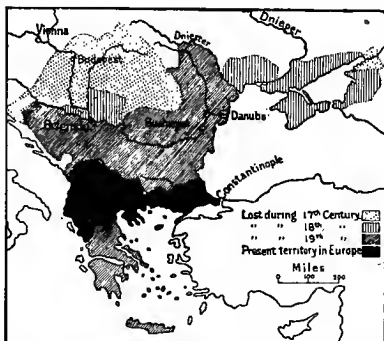 Vienna
Dniester
Dnieper
Budapest
Belgrade
Bucharest
Danube
Constantinople
Lost during 17th Century
" " 18th "
" " 19th "
Present territory in Europe
Miles
0 100 200